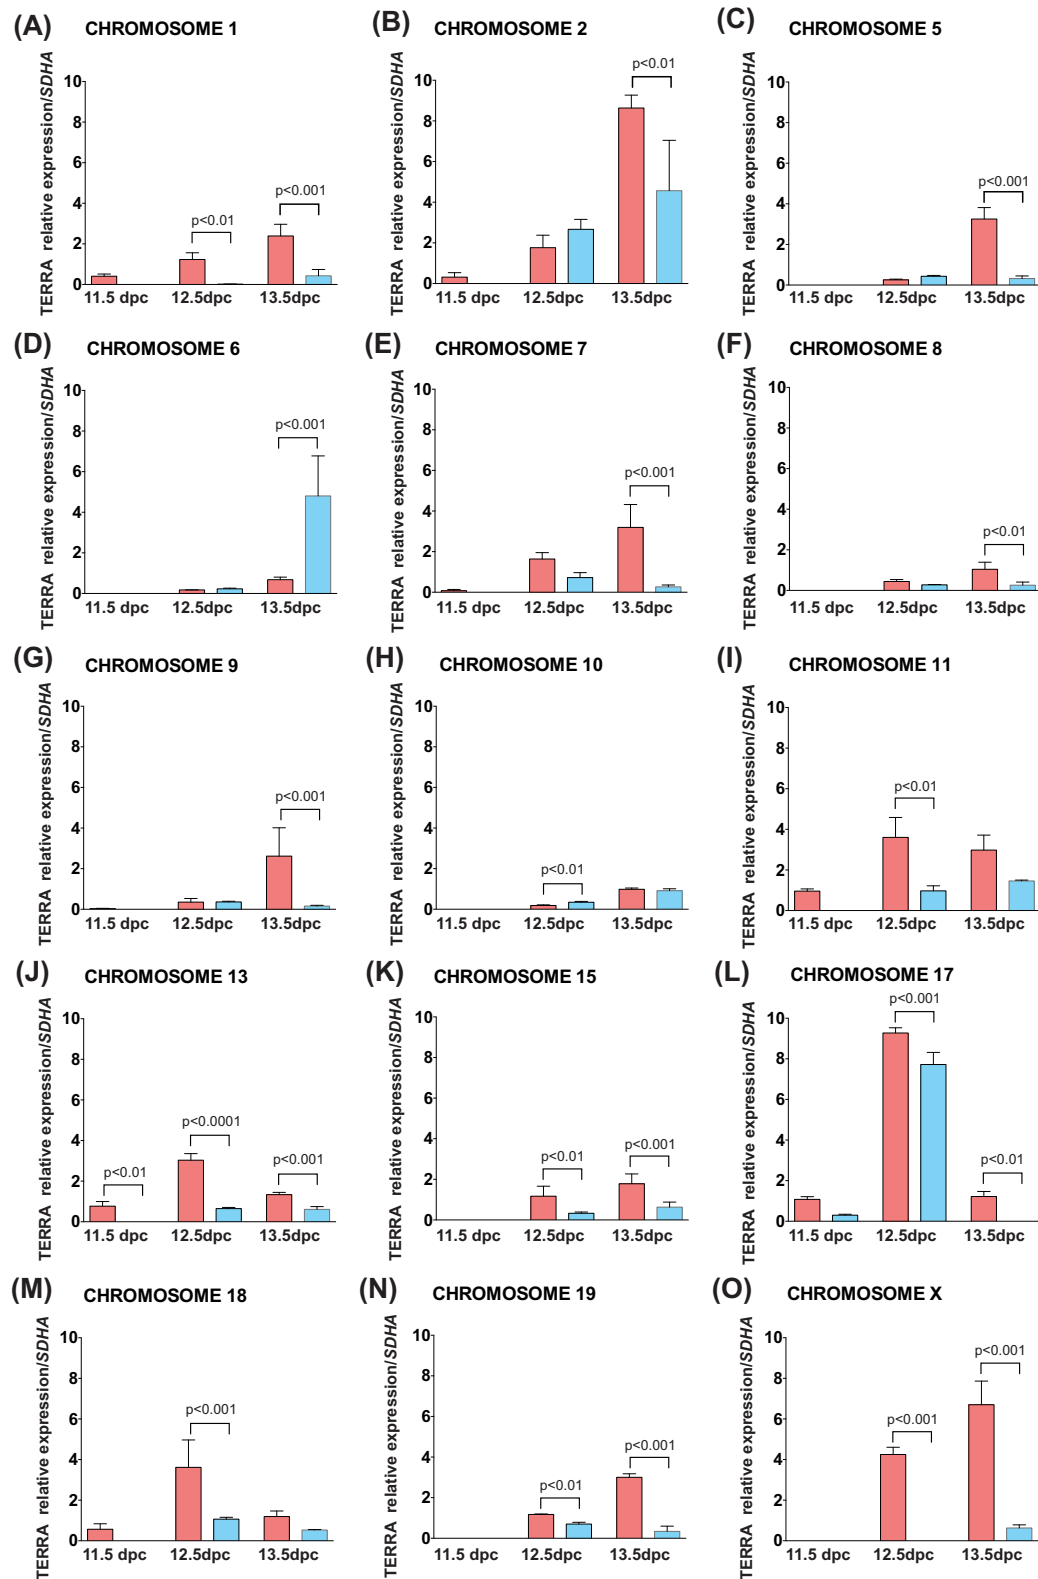 (A) CHROMOSOME 1
TERRA relative expression/SDHA
10
8
6
4
2
0
p<0.01
p<0.001
11.5 dpc 12.5dpc 13.5dpc
(B) CHROMOSOME 2
TERRA relative expression/SDHA
10
8
6
4
2
0
p<0.01
11.5 dpc 12.5dpc 13.5dpc
(C) CHROMOSOME 5
TERRA relative expression/SDHA
10
8
6
4
2
0
p<0.001
11.5 dpc 12.5dpc 13.5dpc
(D) CHROMOSOME 6
TERRA relative expression/SDHA
10
8
6
4
2
0
p<0.001
11.5 dpc 12.5dpc 13.5dpc
(E) CHROMOSOME 7
TERRA relative expression/SDHA
10
8
6
4
2
0
p<0.001
11.5 dpc 12.5dpc 13.5dpc
(F) CHROMOSOME 8
TERRA relative expression/SDHA
10
8
6
4
2
0
p<0.01
11.5 dpc 12.5dpc 13.5dpc
(G) CHROMOSOME 9
TERRA relative expression/SDHA
10
8
6
4
2
0
p<0.001
11.5 dpc 12.5dpc 13.5dpc
(H) CHROMOSOME 10
TERRA relative expression/SDHA
10
8
6
4
2
0
p<0.01
11.5 dpc 12.5dpc 13.5dpc
(I) CHROMOSOME 11
TERRA relative expression/SDHA
10
8
6
4
2
0
p<0.01
11.5 dpc 12.5dpc 13.5dpc
(J) CHROMOSOME 13
TERRA relative expression/SDHA
10
8
6
4
2
0
p<0.01
p<0.0001
p<0.001
11.5 dpc 12.5dpc 13.5dpc
(K) CHROMOSOME 15
TERRA relative expression/SDHA
10
8
6
4
2
0
p<0.01
p<0.001
11.5 dpc 12.5dpc 13.5dpc
(L) CHROMOSOME 17
TERRA relative expression/SDHA
10
8
6
4
2
0
p<0.001
p<0.01
11.5 dpc 12.5dpc 13.5dpc
(M) CHROMOSOME 18
TERRA relative expression/SDHA
10
8
6
4
2
0
p<0.001
11.5 dpc 12.5dpc 13.5dpc
(N) CHROMOSOME 19
TERRA relative expression/SDHA
10
8
6
4
2
0
p<0.01
p<0.001
11.5 dpc 12.5dpc 13.5dpc
(O) CHROMOSOME X
TERRA relative expression/SDHA
10
8
6
4
2
0
p<0.001
p<0.001
11.5 dpc 12.5dpc 13.5dpc